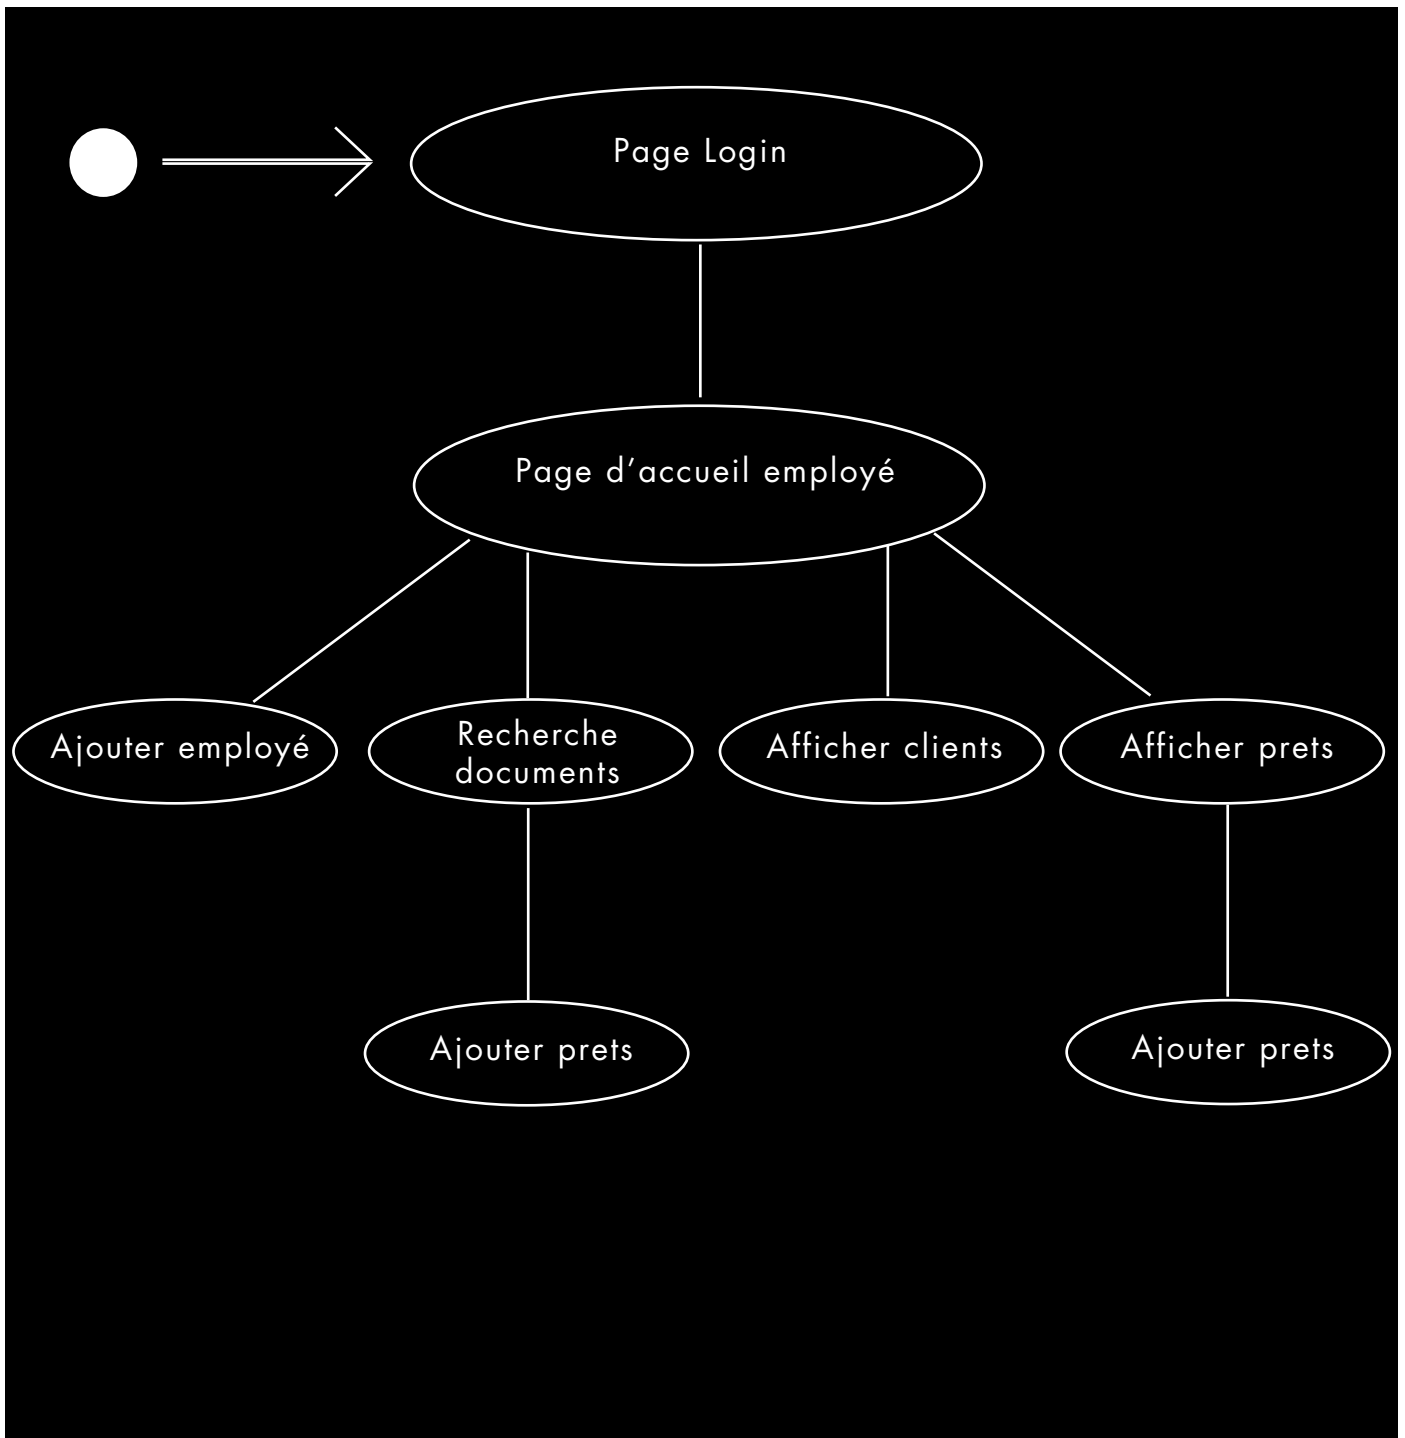 Page Login
Page d’accueil employé
Ajouter employé
Recherche
documents
Afficher clients
Afficher prets
Ajouter prets
Ajouter prets